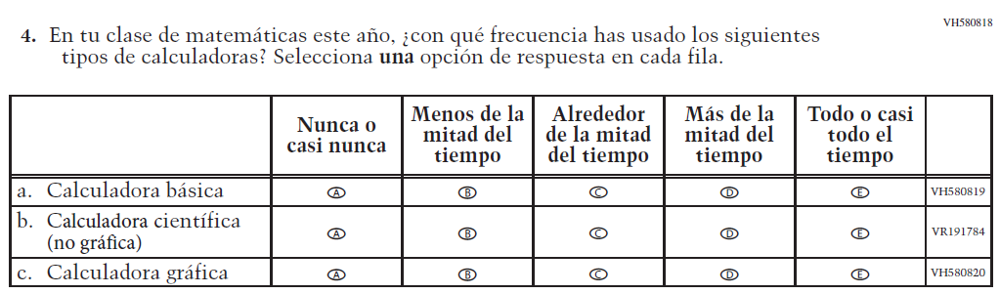 VH580818
4. En tu clase de matemáticas este año, ¿con qué frecuencia has usado los siguientes
tipos de calculadoras? Selecciona una opción de respuesta en cada fila.
Nunca o casi nunca
Menos de la mitad del tiempo
Alrededor de la mitad del tiempo
Más de la mitad del tiempo
Todo o casi todo el tiempo
a. Calculadora básica A B C D E VH580819
b. Calculadora científica (no gráfica) A B C D E VR191784
c. Calculadora gráfica A B C D E VH580820